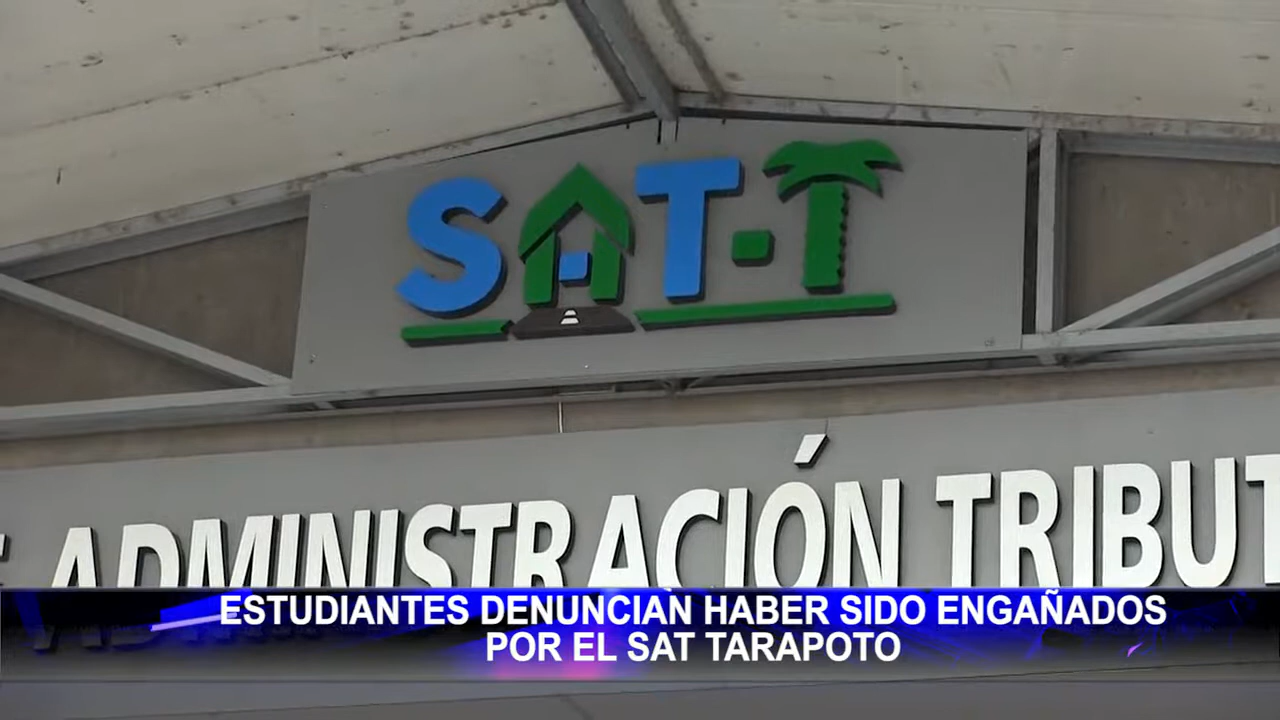 SAT-T
ADMINISTRACIÓN TRIBUT
ESTUDIANTES DENUNCIAN HABER SIDO ENGAÑADOS
POR EL SAT TARAPOTO